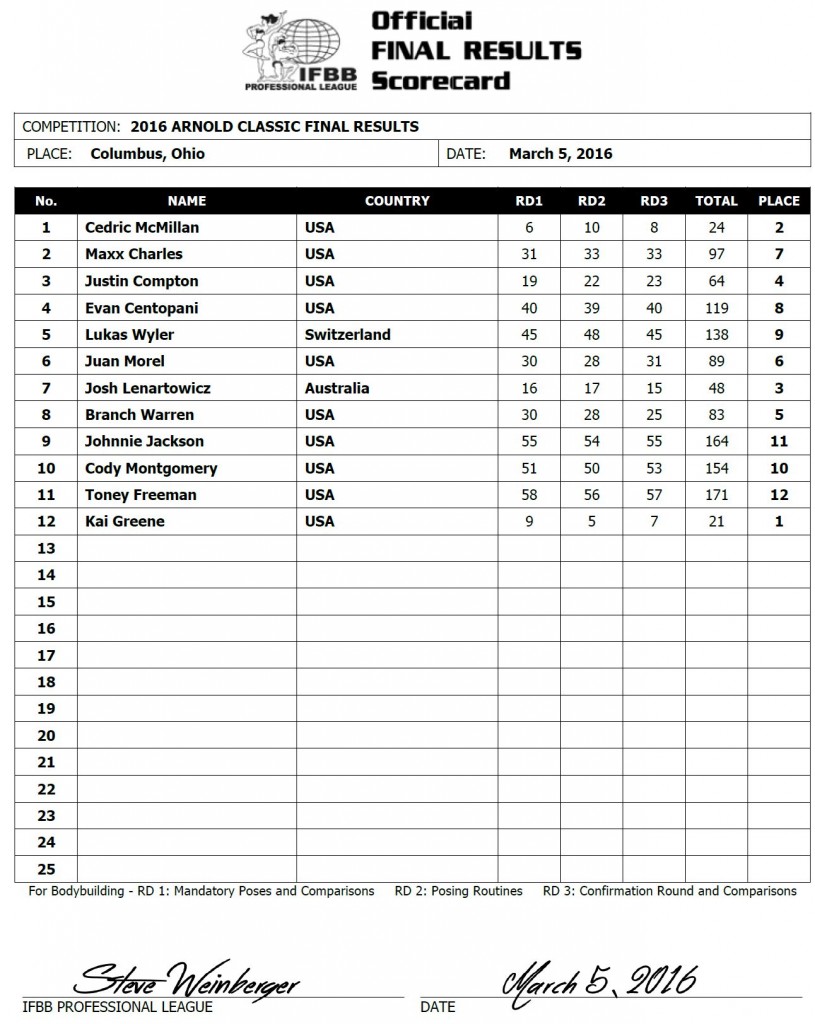 Official
FINAL RESULTS
Scorecard
IFBB
PROFESSIONAL LEAGUE
COMPETITION: 2016 ARNOLD CLASSIC FINAL RESULTS
PLACE: Columbus, Ohio DATE: March 5, 2016
No. NAME COUNTRY RD1 RD2 RD3 TOTAL PLACE
1 Cedric McMillan USA 6 10 8 24 2
2 Maxx Charles USA 31 33 33 97 7
3 Justin Compton USA 19 22 23 64 4
4 Evan Centopani USA 40 39 40 119 8
5 Lukas Wyler Switzerland 45 48 45 138 9
6 Juan Morel USA 30 28 31 89 6
7 Josh Lenartowicz Australia 16 17 15 48 3
8 Branch Warren USA 30 28 25 83 5
9 Johnnie Jackson USA 55 54 55 164 11
10 Cody Montgomery USA 51 50 53 154 10
11 Toney Freeman USA 58 56 57 171 12
12 Kai Greene USA 9 5 7 21 1
13
14
15
16
17
18
19
20
21
22
23
24
25
For Bodybuilding - RD 1: Mandatory Poses and Comparisons RD 2: Posing Routines RD 3: Confirmation Round and Comparisons
Steve Weinberger March 5, 2016
IFBB PROFESSIONAL LEAGUE DATE